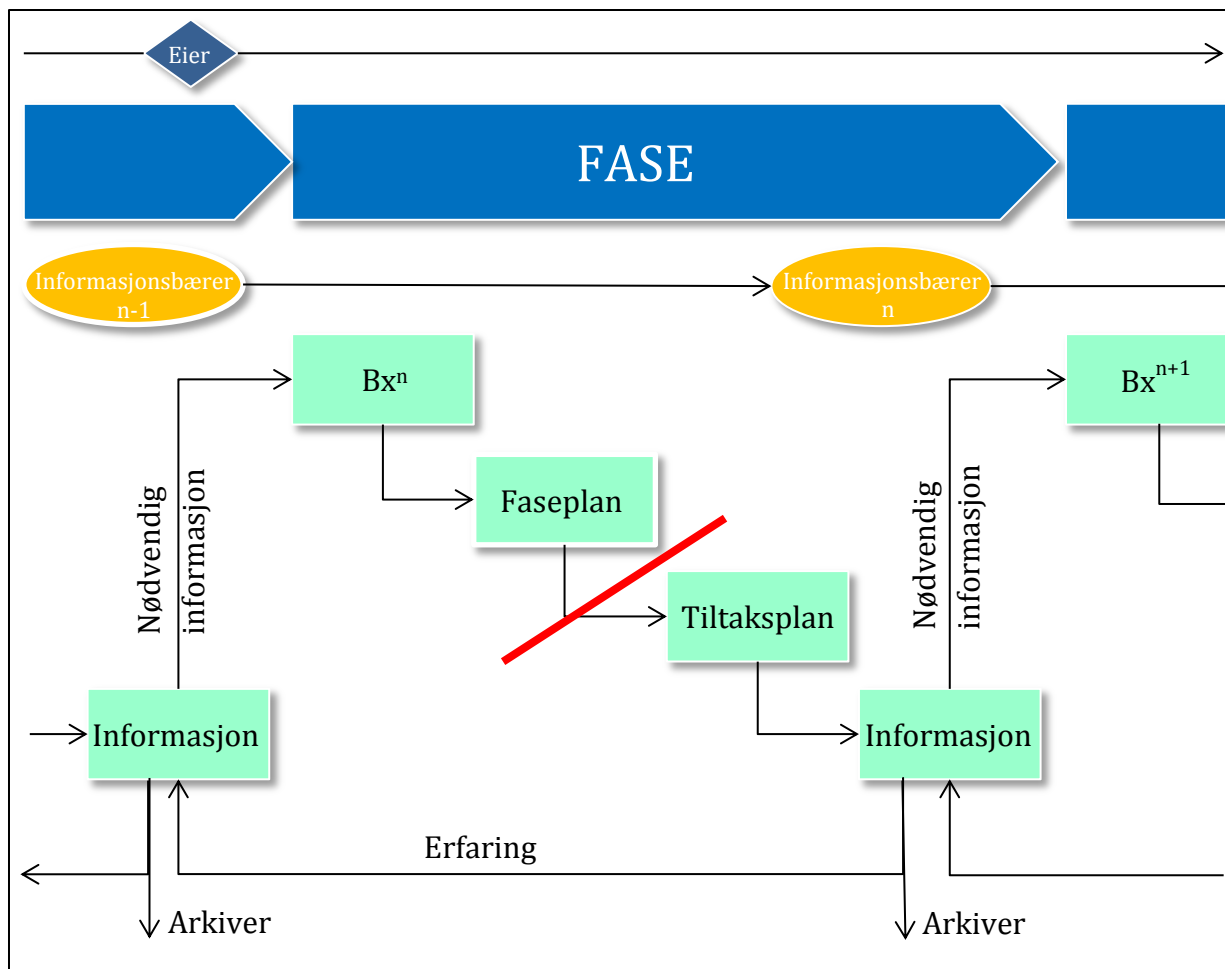 Eier
FASE
Informasjonsbærer
n-1
Informasjonsbærer
n
Bxⁿ
Bxⁿ⁺¹
Nødvendig
informasjon
Nødvendig
informasjon
Faseplan
Tiltaksplan
Informasjon
Informasjon
Erfaring
Arkiver
Arkiver